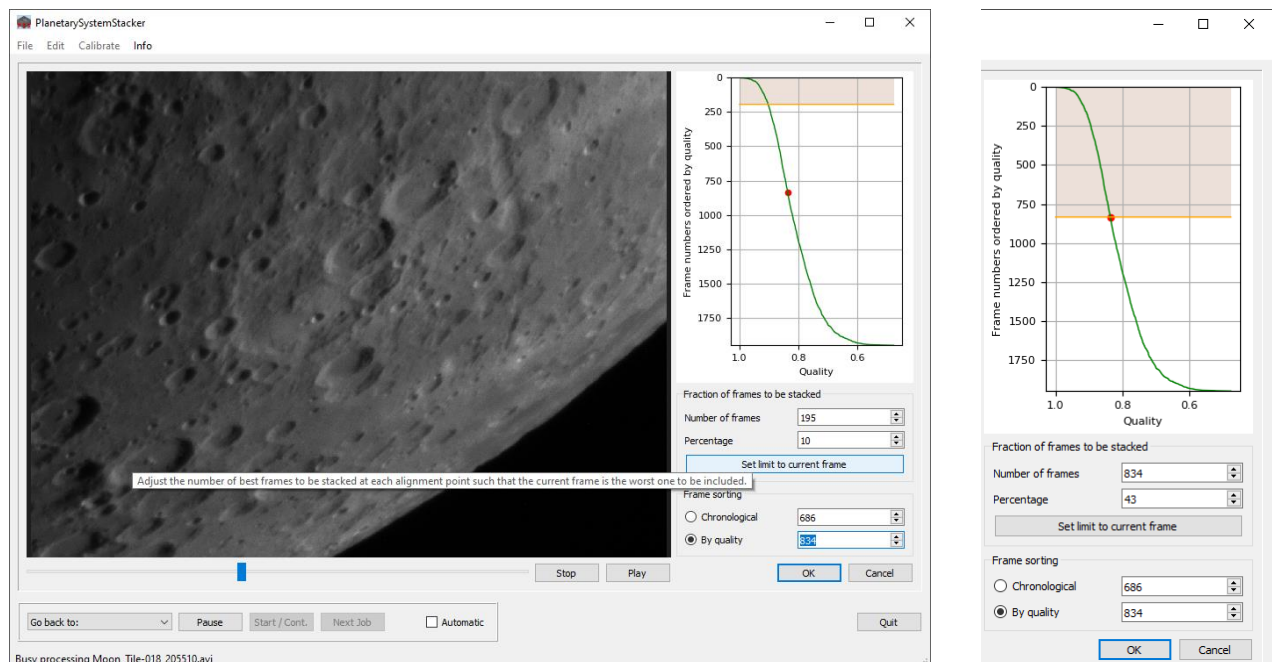 PlanetarySystemStacker
File Edit Calibrate Info
0
250
500
750
1000
1250
1500
1750
Frame numbers ordered by quality
1.0 0.8 0.6
Quality
Fraction of frames to be stacked
Number of frames 195
Percentage 10
Set limit to current frame
Adjust the number of best frames to be stacked at each alignment point such that the current frame is the worst one to be included.
Frame sorting
Chronological 686
By quality 834
Stop Play OK Cancel
Go back to: Pause Start / Cont. Next Job Automatic Quit
Busy processing Moon_Tile-018_205510.avi
0
250
500
750
1000
1250
1500
1750
Frame numbers ordered by quality
1.0 0.8 0.6
Quality
Fraction of frames to be stacked
Number of frames 834
Percentage 43
Set limit to current frame
Frame sorting
Chronological 686
By quality 834
OK Cancel